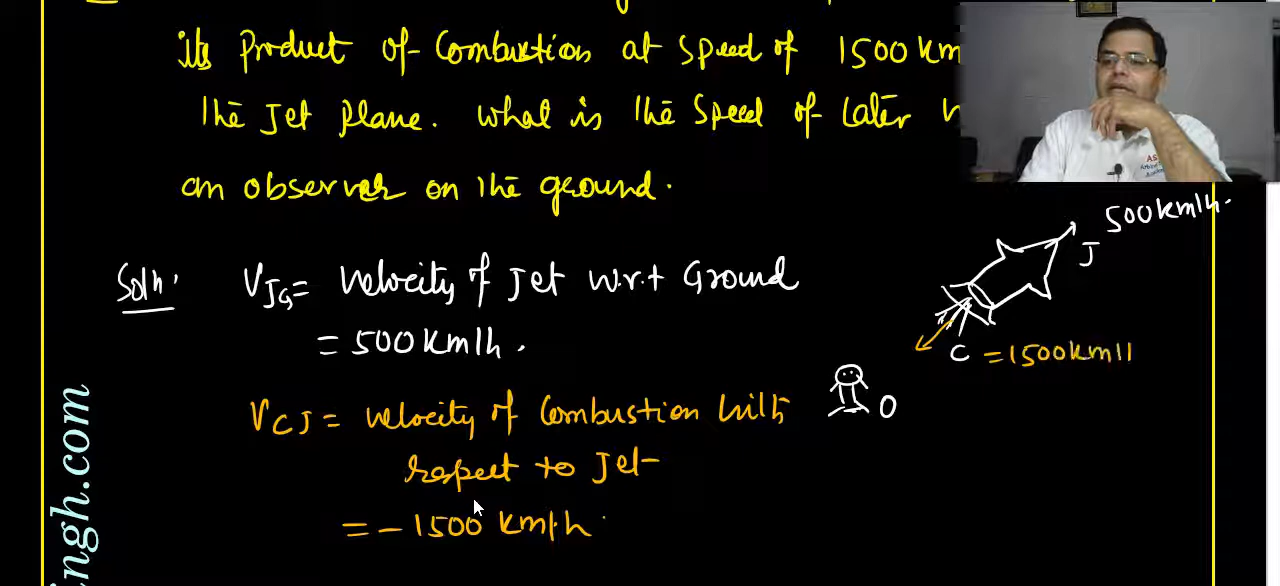 its Product of Combustion at Speed of 1500 km
The Jet plane. What is the Speed of Later
an observer on the ground.
500 km/h.
J
Soln: VJG = Velocity of Jet w.r.t Ground
= 500 km/h.
C = 1500 km/
VCJ = Velocity of Combustion with
O
respect to Jet
= - 1500 km/h.
ingh.com
AS